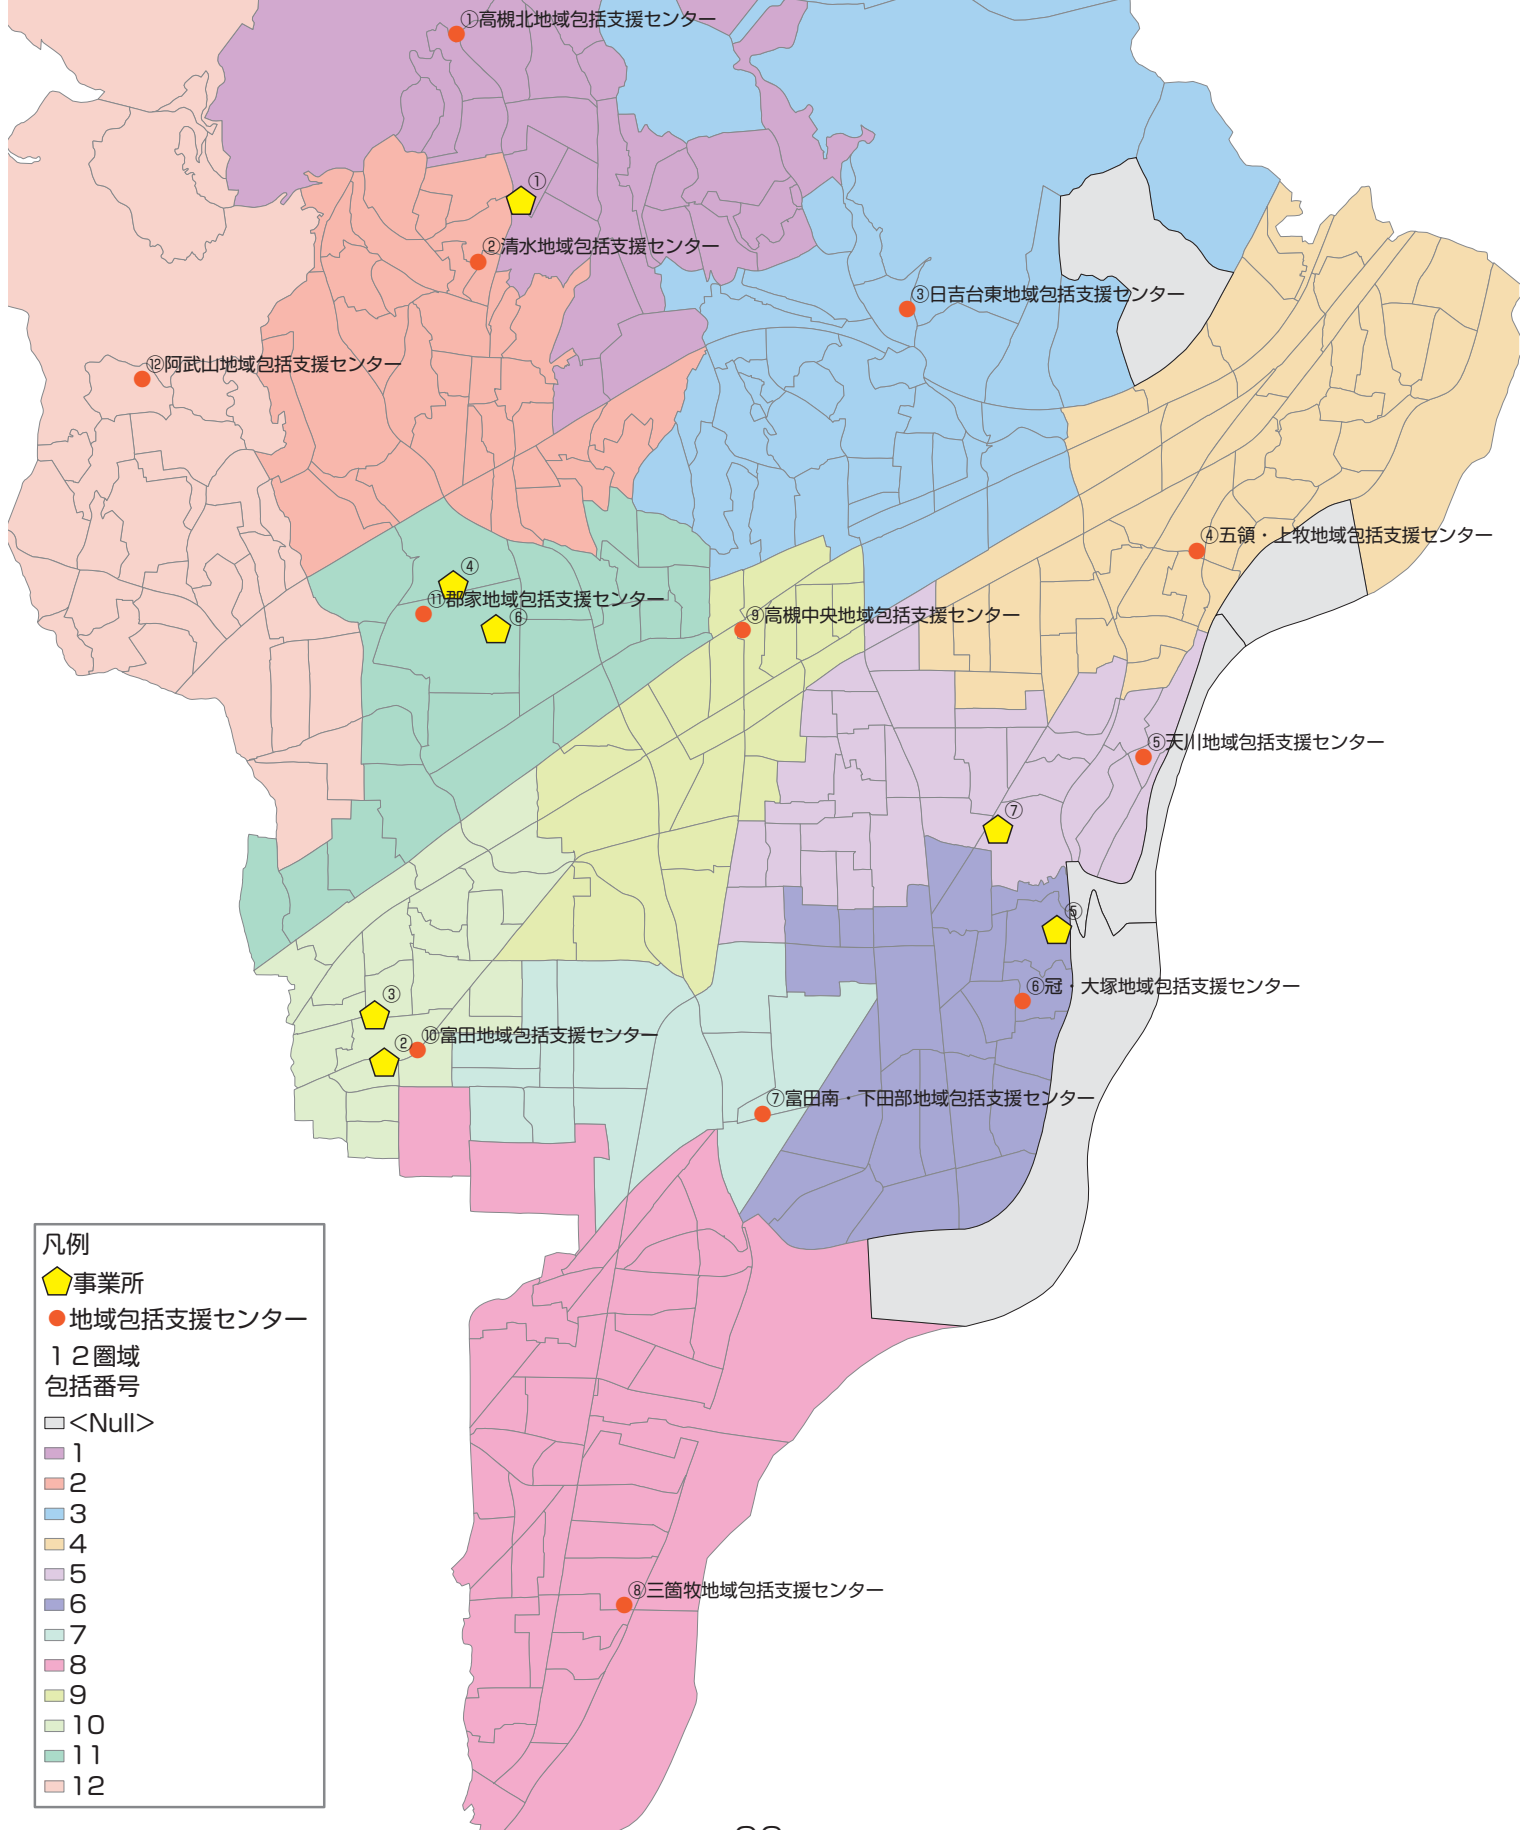 ①高槻北地域包括支援センター
①
②清水地域包括支援センター
③日吉台東地域包括支援センター
⑫阿武山地域包括支援センター
④五領・上牧地域包括支援センター
④
⑪郡家地域包括支援センター
⑥
⑨高槻中央地域包括支援センター
⑤天川地域包括支援センター
⑦
⑤
⑥冠・大塚地域包括支援センター
③
②
⑩富田地域包括支援センター
⑦富田南・下田部地域包括支援センター
⑧三箇牧地域包括支援センター
凡例
事業所
地域包括支援センター
１２圏域
包括番号
<Null>
1
2
3
4
5
6
7
8
9
10
11
12